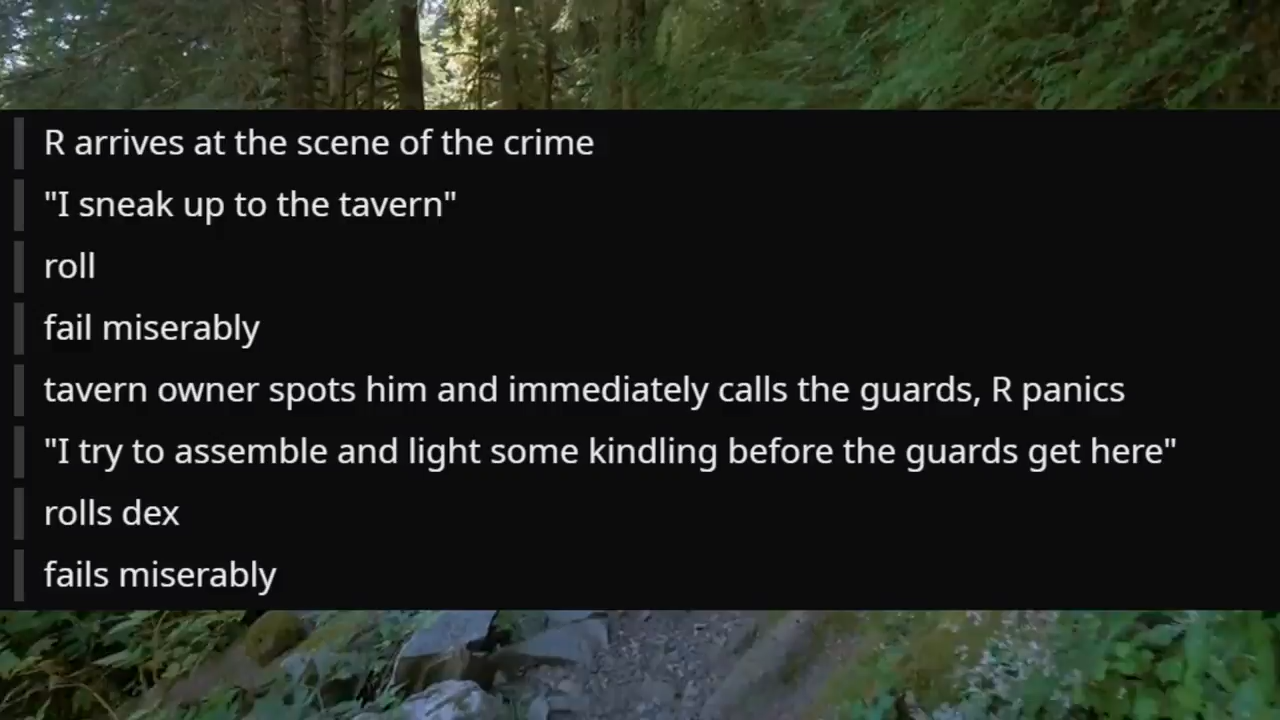 R arrives at the scene of the crime
"I sneak up to the tavern"
roll
fail miserably
tavern owner spots him and immediately calls the guards, R panics
"I try to assemble and light some kindling before the guards get here"
rolls dex
fails miserably